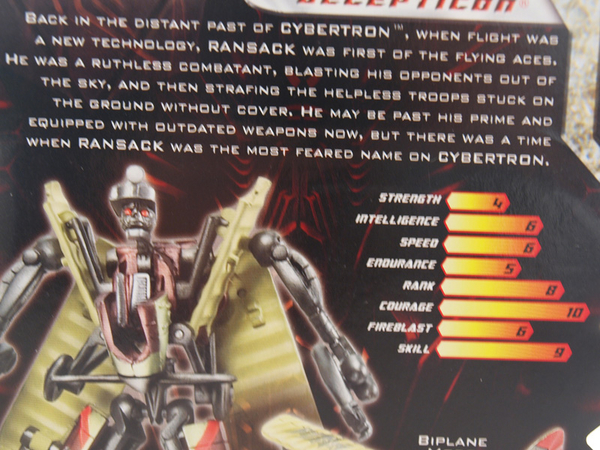 DECEPTICON®
BACK IN THE DISTANT PAST OF CYBERTRON™, WHEN FLIGHT WAS
A NEW TECHNOLOGY, RANSACK WAS FIRST OF THE FLYING ACES.
HE WAS A RUTHLESS COMBATANT, BLASTING HIS OPPONENTS OUT OF
THE SKY, AND THEN STRAFING THE HELPLESS TROOPS STUCK ON
THE GROUND WITHOUT COVER. HE MAY BE PAST HIS PRIME AND
EQUIPPED WITH OUTDATED WEAPONS NOW, BUT THERE WAS A TIME
WHEN RANSACK WAS THE MOST FEARED NAME ON CYBERTRON.
STRENGTH 4
INTELLIGENCE 6
SPEED 6
ENDURANCE 5
RANK 8
COURAGE 10
FIREBLAST 6
SKILL 9
BIPLANE